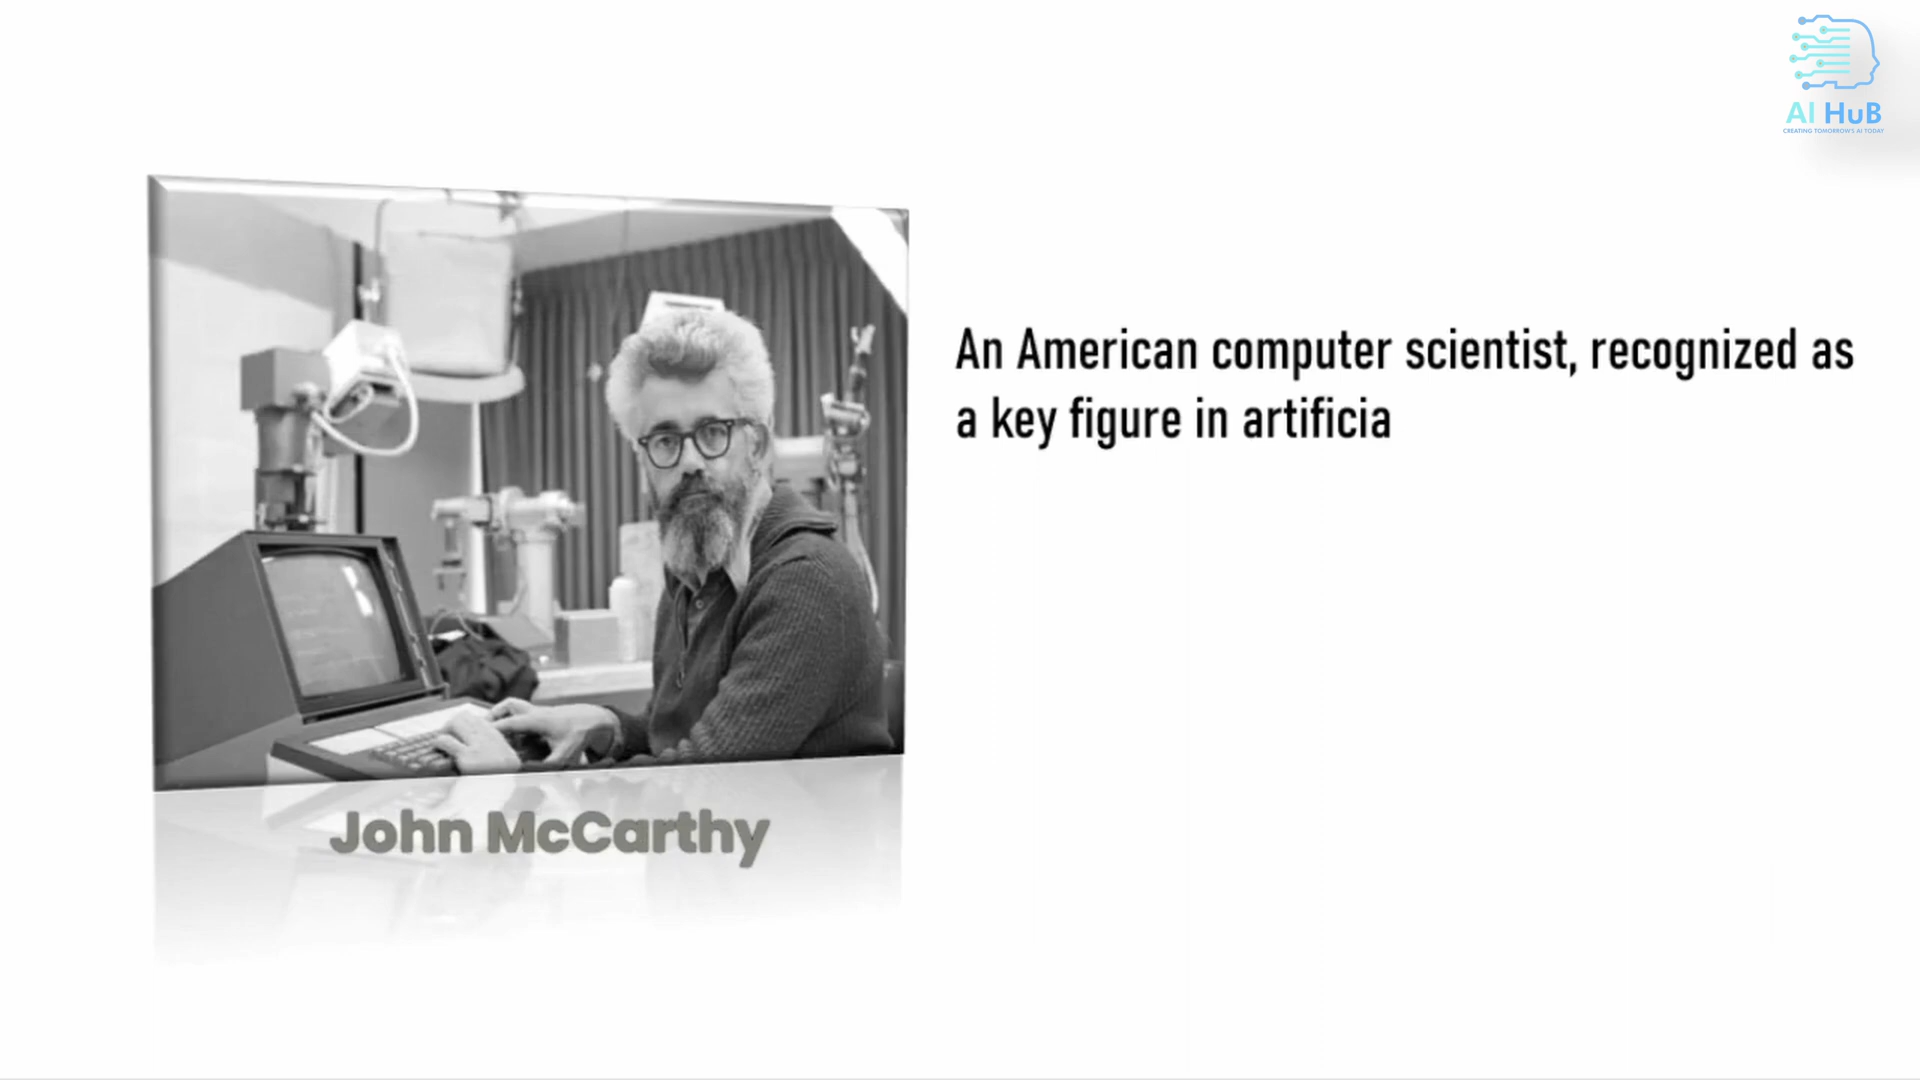 AI HuB
CREATING TOMORROW'S AI TODAY
An American computer scientist, recognized as
a key figure in artificia
John McCarthy